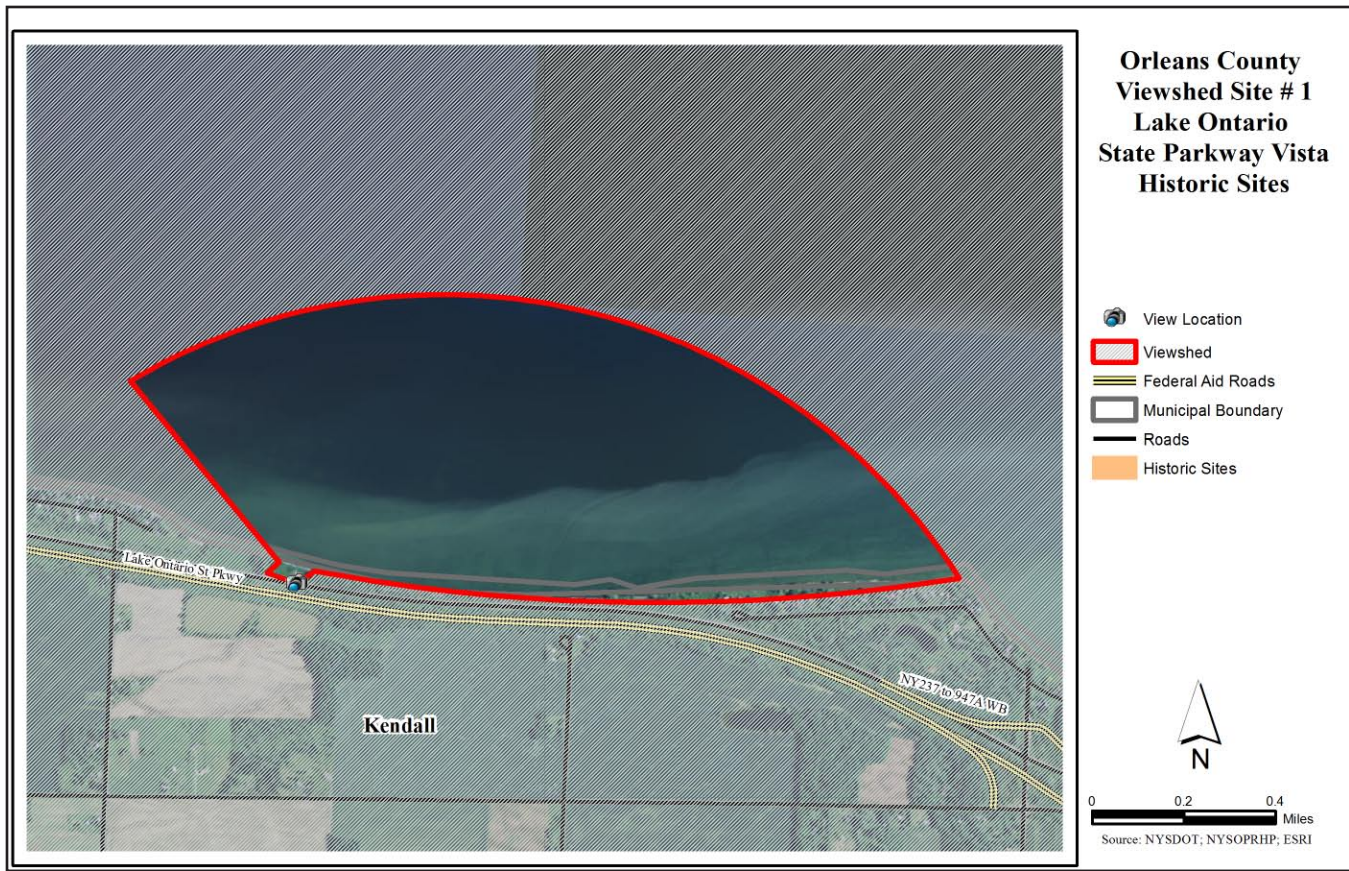 Orleans County
Viewshed Site # 1
Lake Ontario
State Parkway Vista
Historic Sites
View Location
Viewshed
Federal Aid Roads
Municipal Boundary
Roads
Historic Sites
Lake Ontario St Pkwy
NY237 to 947A WB
Kendall
N
0 0.2 0.4
Miles
Source: NYSDOT; NYSOPRHP; ESRI